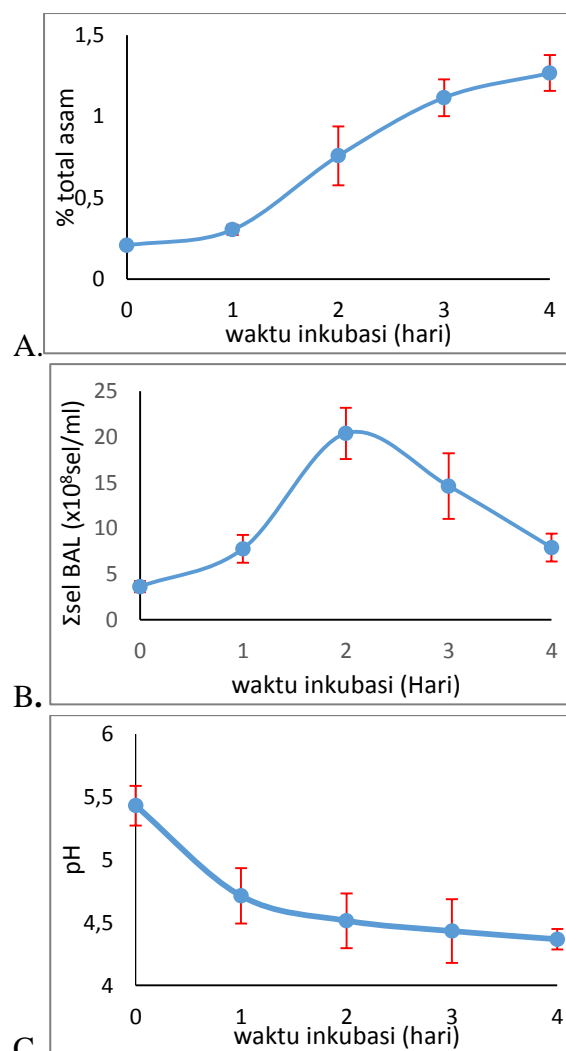 1,5
1
0,5
0
% total asam
0 1 2 3 4
waktu inkubasi (hari)
A.
25
20
15
10
5
0
Σsel BAL (x10⁸sel/ml)
0 1 2 3 4
waktu inkubasi (Hari)
B.
6
5,5
5
4,5
4
pH
0 1 2 3 4
waktu inkubasi (hari)
C.